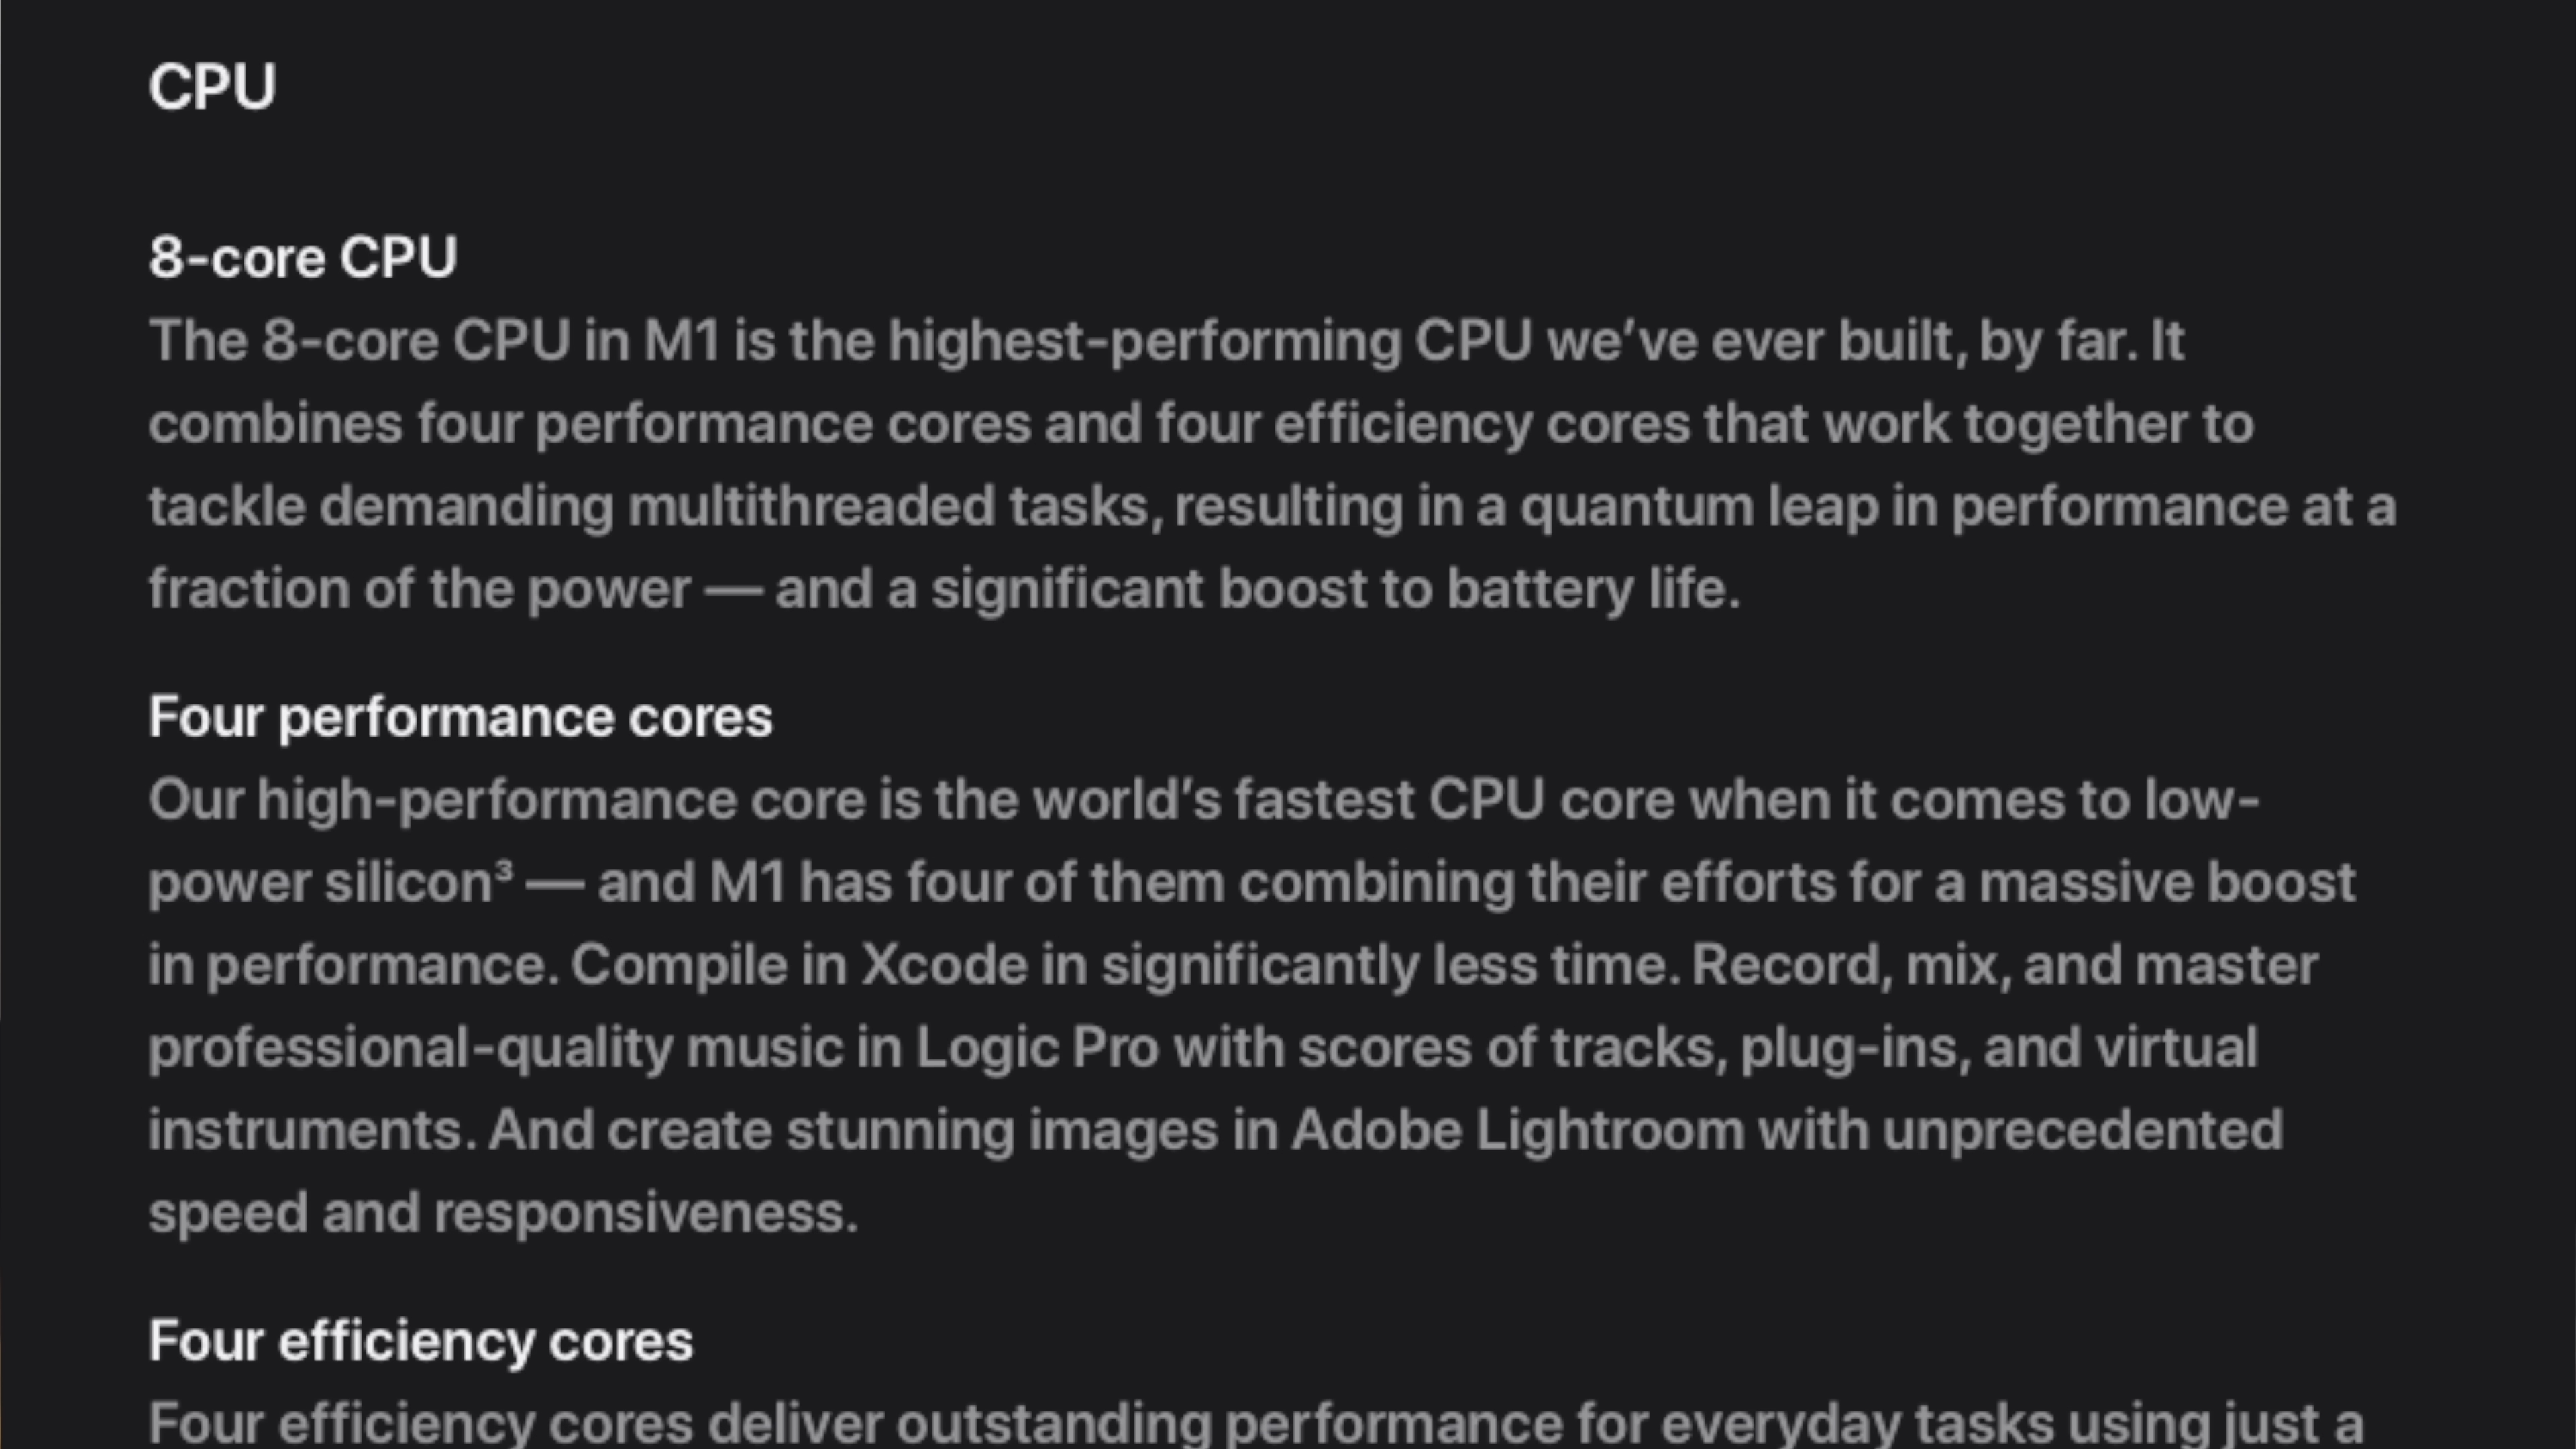 CPU
8-core CPU
The 8-core CPU in M1 is the highest-performing CPU we’ve ever built, by far. It
combines four performance cores and four efficiency cores that work together to
tackle demanding multithreaded tasks, resulting in a quantum leap in performance at a
fraction of the power — and a significant boost to battery life.
Four performance cores
Our high-performance core is the world’s fastest CPU core when it comes to low-
power silicon³ — and M1 has four of them combining their efforts for a massive boost
in performance. Compile in Xcode in significantly less time. Record, mix, and master
professional-quality music in Logic Pro with scores of tracks, plug-ins, and virtual
instruments. And create stunning images in Adobe Lightroom with unprecedented
speed and responsiveness.
Four efficiency cores
Four efficiency cores deliver outstanding performance for everyday tasks using just a